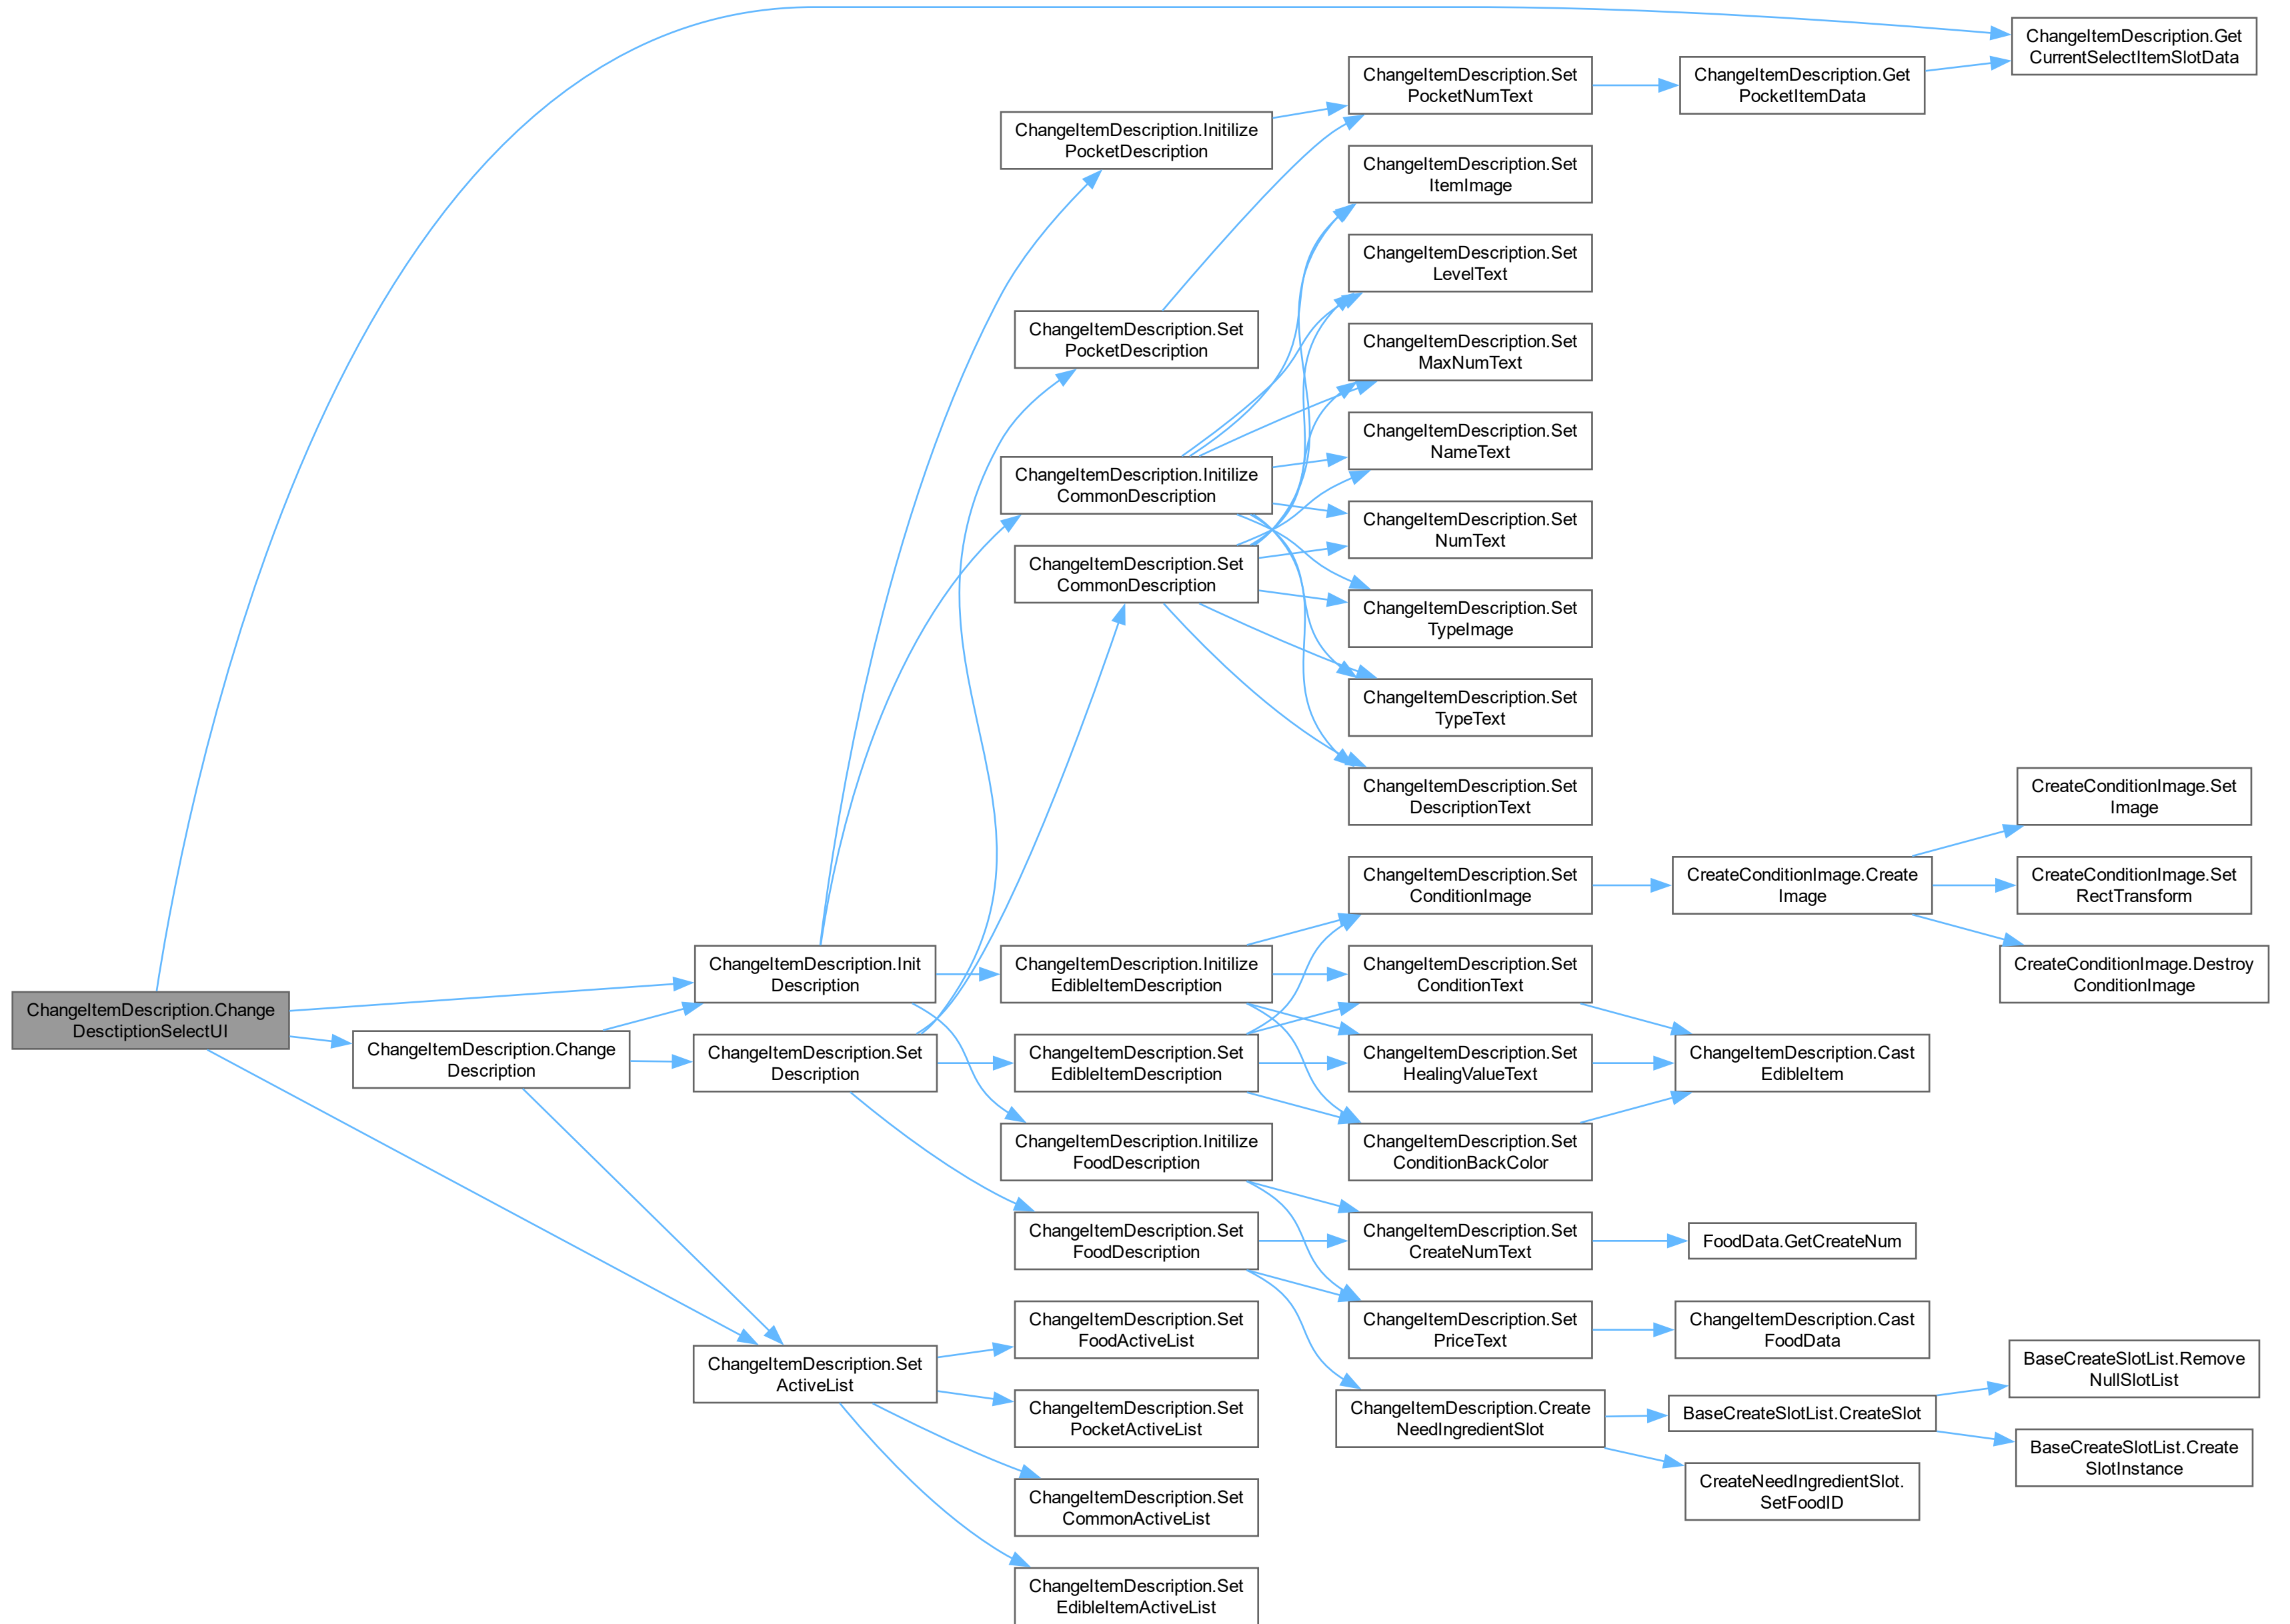 ChangeItemDescription.Change
DesctiptionSelectUI
ChangeItemDescription.Change
Description
ChangeItemDescription.Init
Description
ChangeItemDescription.Set
Description
ChangeItemDescription.Set
ActiveList
ChangeItemDescription.Initilize
PocketDescription
ChangeItemDescription.Set
PocketDescription
ChangeItemDescription.Initilize
CommonDescription
ChangeItemDescription.Set
CommonDescription
ChangeItemDescription.Initilize
EdibleItemDescription
ChangeItemDescription.Set
EdibleItemDescription
ChangeItemDescription.Initilize
FoodDescription
ChangeItemDescription.Set
FoodDescription
ChangeItemDescription.Set
FoodActiveList
ChangeItemDescription.Set
PocketActiveList
ChangeItemDescription.Set
CommonActiveList
ChangeItemDescription.Set
EdibleItemActiveList
ChangeItemDescription.Set
PocketNumText
ChangeItemDescription.Set
ItemImage
ChangeItemDescription.Set
LevelText
ChangeItemDescription.Set
MaxNumText
ChangeItemDescription.Set
NameText
ChangeItemDescription.Set
NumText
ChangeItemDescription.Set
TypeImage
ChangeItemDescription.Set
TypeText
ChangeItemDescription.Set
DescriptionText
ChangeItemDescription.Set
ConditionImage
ChangeItemDescription.Set
ConditionText
ChangeItemDescription.Set
HealingValueText
ChangeItemDescription.Set
ConditionBackColor
ChangeItemDescription.Set
CreateNumText
ChangeItemDescription.Set
PriceText
ChangeItemDescription.Create
NeedIngredientSlot
ChangeItemDescription.Get
PocketItemData
CreateConditionImage.Create
Image
ChangeItemDescription.Cast
EdibleItem
FoodData.GetCreateNum
ChangeItemDescription.Cast
FoodData
BaseCreateSlotList.CreateSlot
CreateNeedIngredientSlot.
SetFoodID
ChangeItemDescription.Get
CurrentSelectItemSlotData
CreateConditionImage.Set
Image
CreateConditionImage.Set
RectTransform
CreateConditionImage.Destroy
ConditionImage
BaseCreateSlotList.Remove
NullSlotList
BaseCreateSlotList.Create
SlotInstance